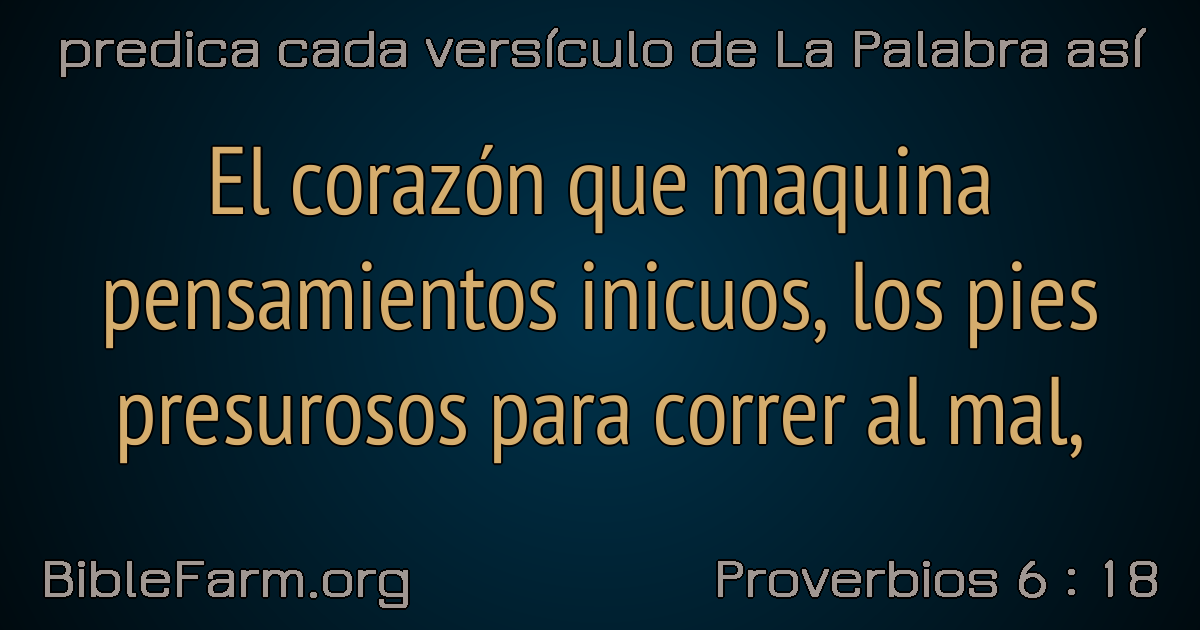 predica cada versículo de La Palabra así
El corazón que maquina
pensamientos inicuos, los pies
presurosos para correr al mal,
BibleFarm.org
Proverbios 6 : 18